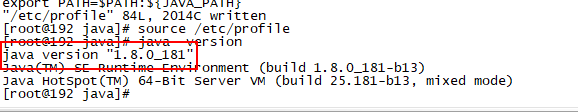 export PATH=$PATH:${JAVA_PATH}
"/etc/profile" 84L, 2014C written
[root@192 java]# source /etc/profile
[root@192 java]# java -version
java version "1.8.0_181"
Java(TM) SE Runtime Environment (build 1.8.0_181-b13)
Java HotSpot(TM) 64-Bit Server VM (build 25.181-b13, mixed mode)
[root@192 java]#